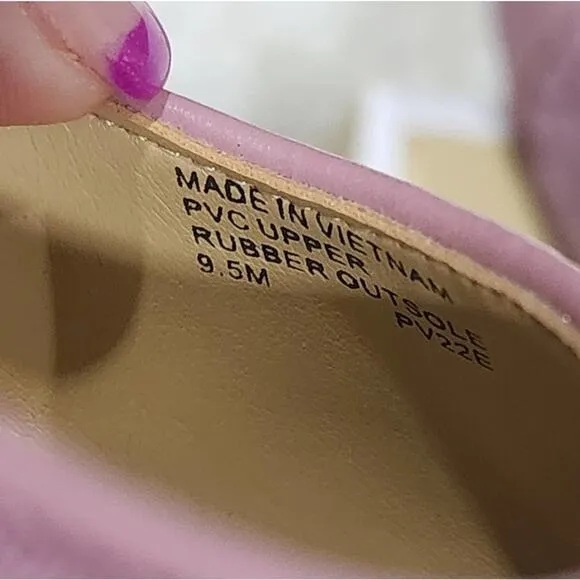 MADE IN VIETNAM
PVC UPPER
RUBBER OUTSOLE
9.5M PV22E